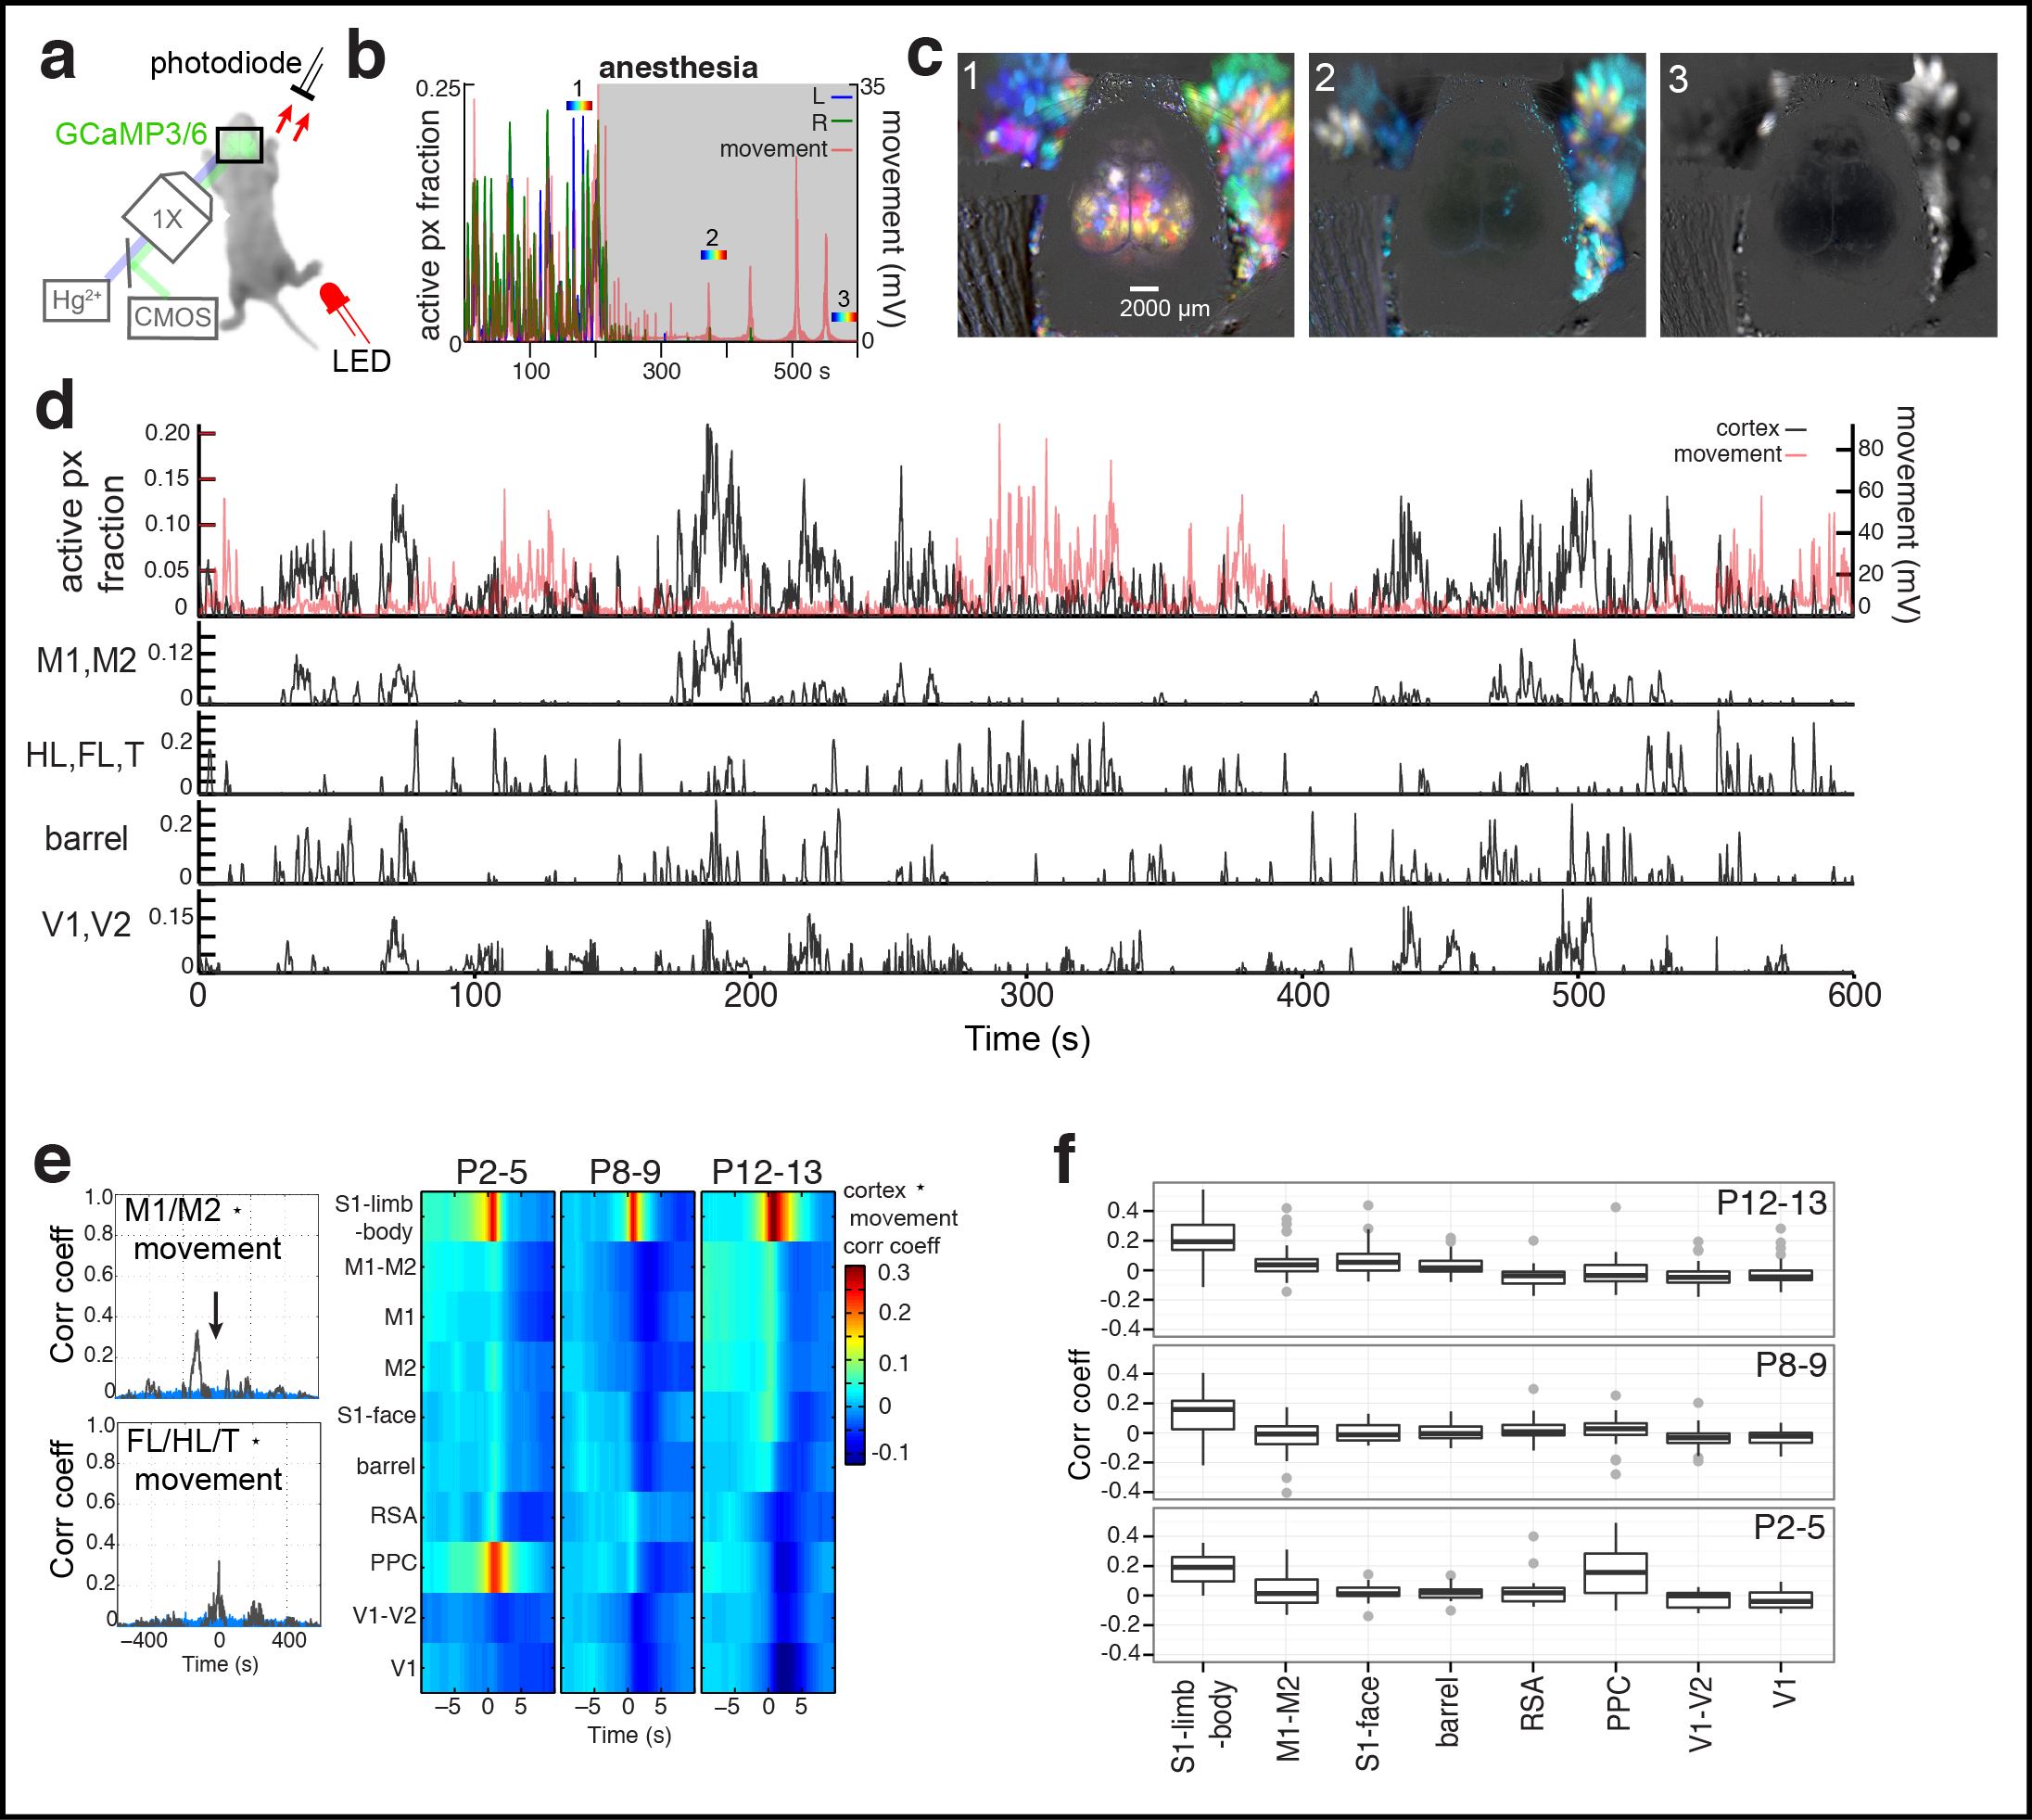 a
photodiode
GCaMP3/6
1X
Hg2+
CMOS
LED
b
anesthesia
0.25
0
active px fraction
1
2
3
L
R
movement
35
0
movement (mV)
100
300
500 s
c
1
2000 µm
2
3
d
active px
fraction
0.20
0.15
0.10
0.05
0
cortex
movement
80
60
40
20
0
movement (mV)
M1,M2
0.12
0
HL,FL,T
0.2
0
barrel
0.2
0
V1,V2
0.15
0
0
100
200
300
400
500
600
Time (s)
e
Corr coeff
1.0
0.8
0.6
0.4
0.2
0
M1/M2 ⋆
movement
Corr coeff
1.0
0.8
0.6
0.4
0.2
0
FL/HL/T ⋆
movement
−400
0
400
Time (s)
P2-5
P8-9
P12-13
S1-limb
-body
M1-M2
M1
M2
S1-face
barrel
RSA
PPC
V1-V2
V1
−5 0 5
−5 0 5
−5 0 5
Time (s)
cortex ⋆
movement
corr coeff
0.3
0.2
0.1
0
-0.1
f
Corr coeff
P12-13
0.4
0.2
0
-0.2
-0.4
P8-9
0.4
0.2
0
-0.2
-0.4
P2-5
0.4
0.2
0
-0.2
-0.4
S1-limb
-body
M1-M2
S1-face
barrel
RSA
PPC
V1-V2
V1